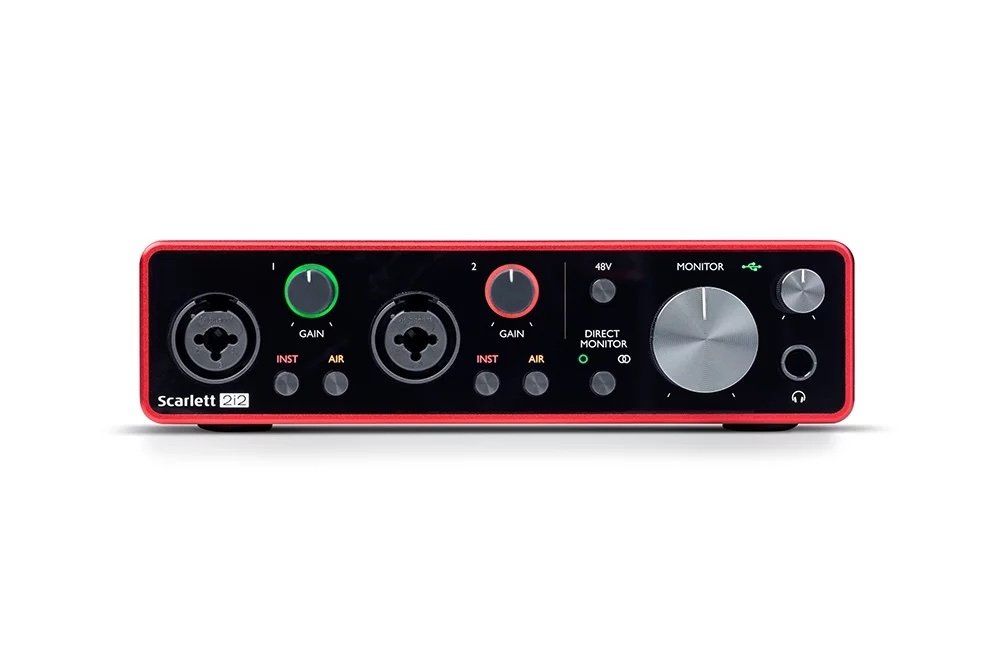 1
2
48V
MONITOR
GAIN
GAIN
DIRECT
MONITOR
INST
AIR
INST
AIR
Scarlett 2i2